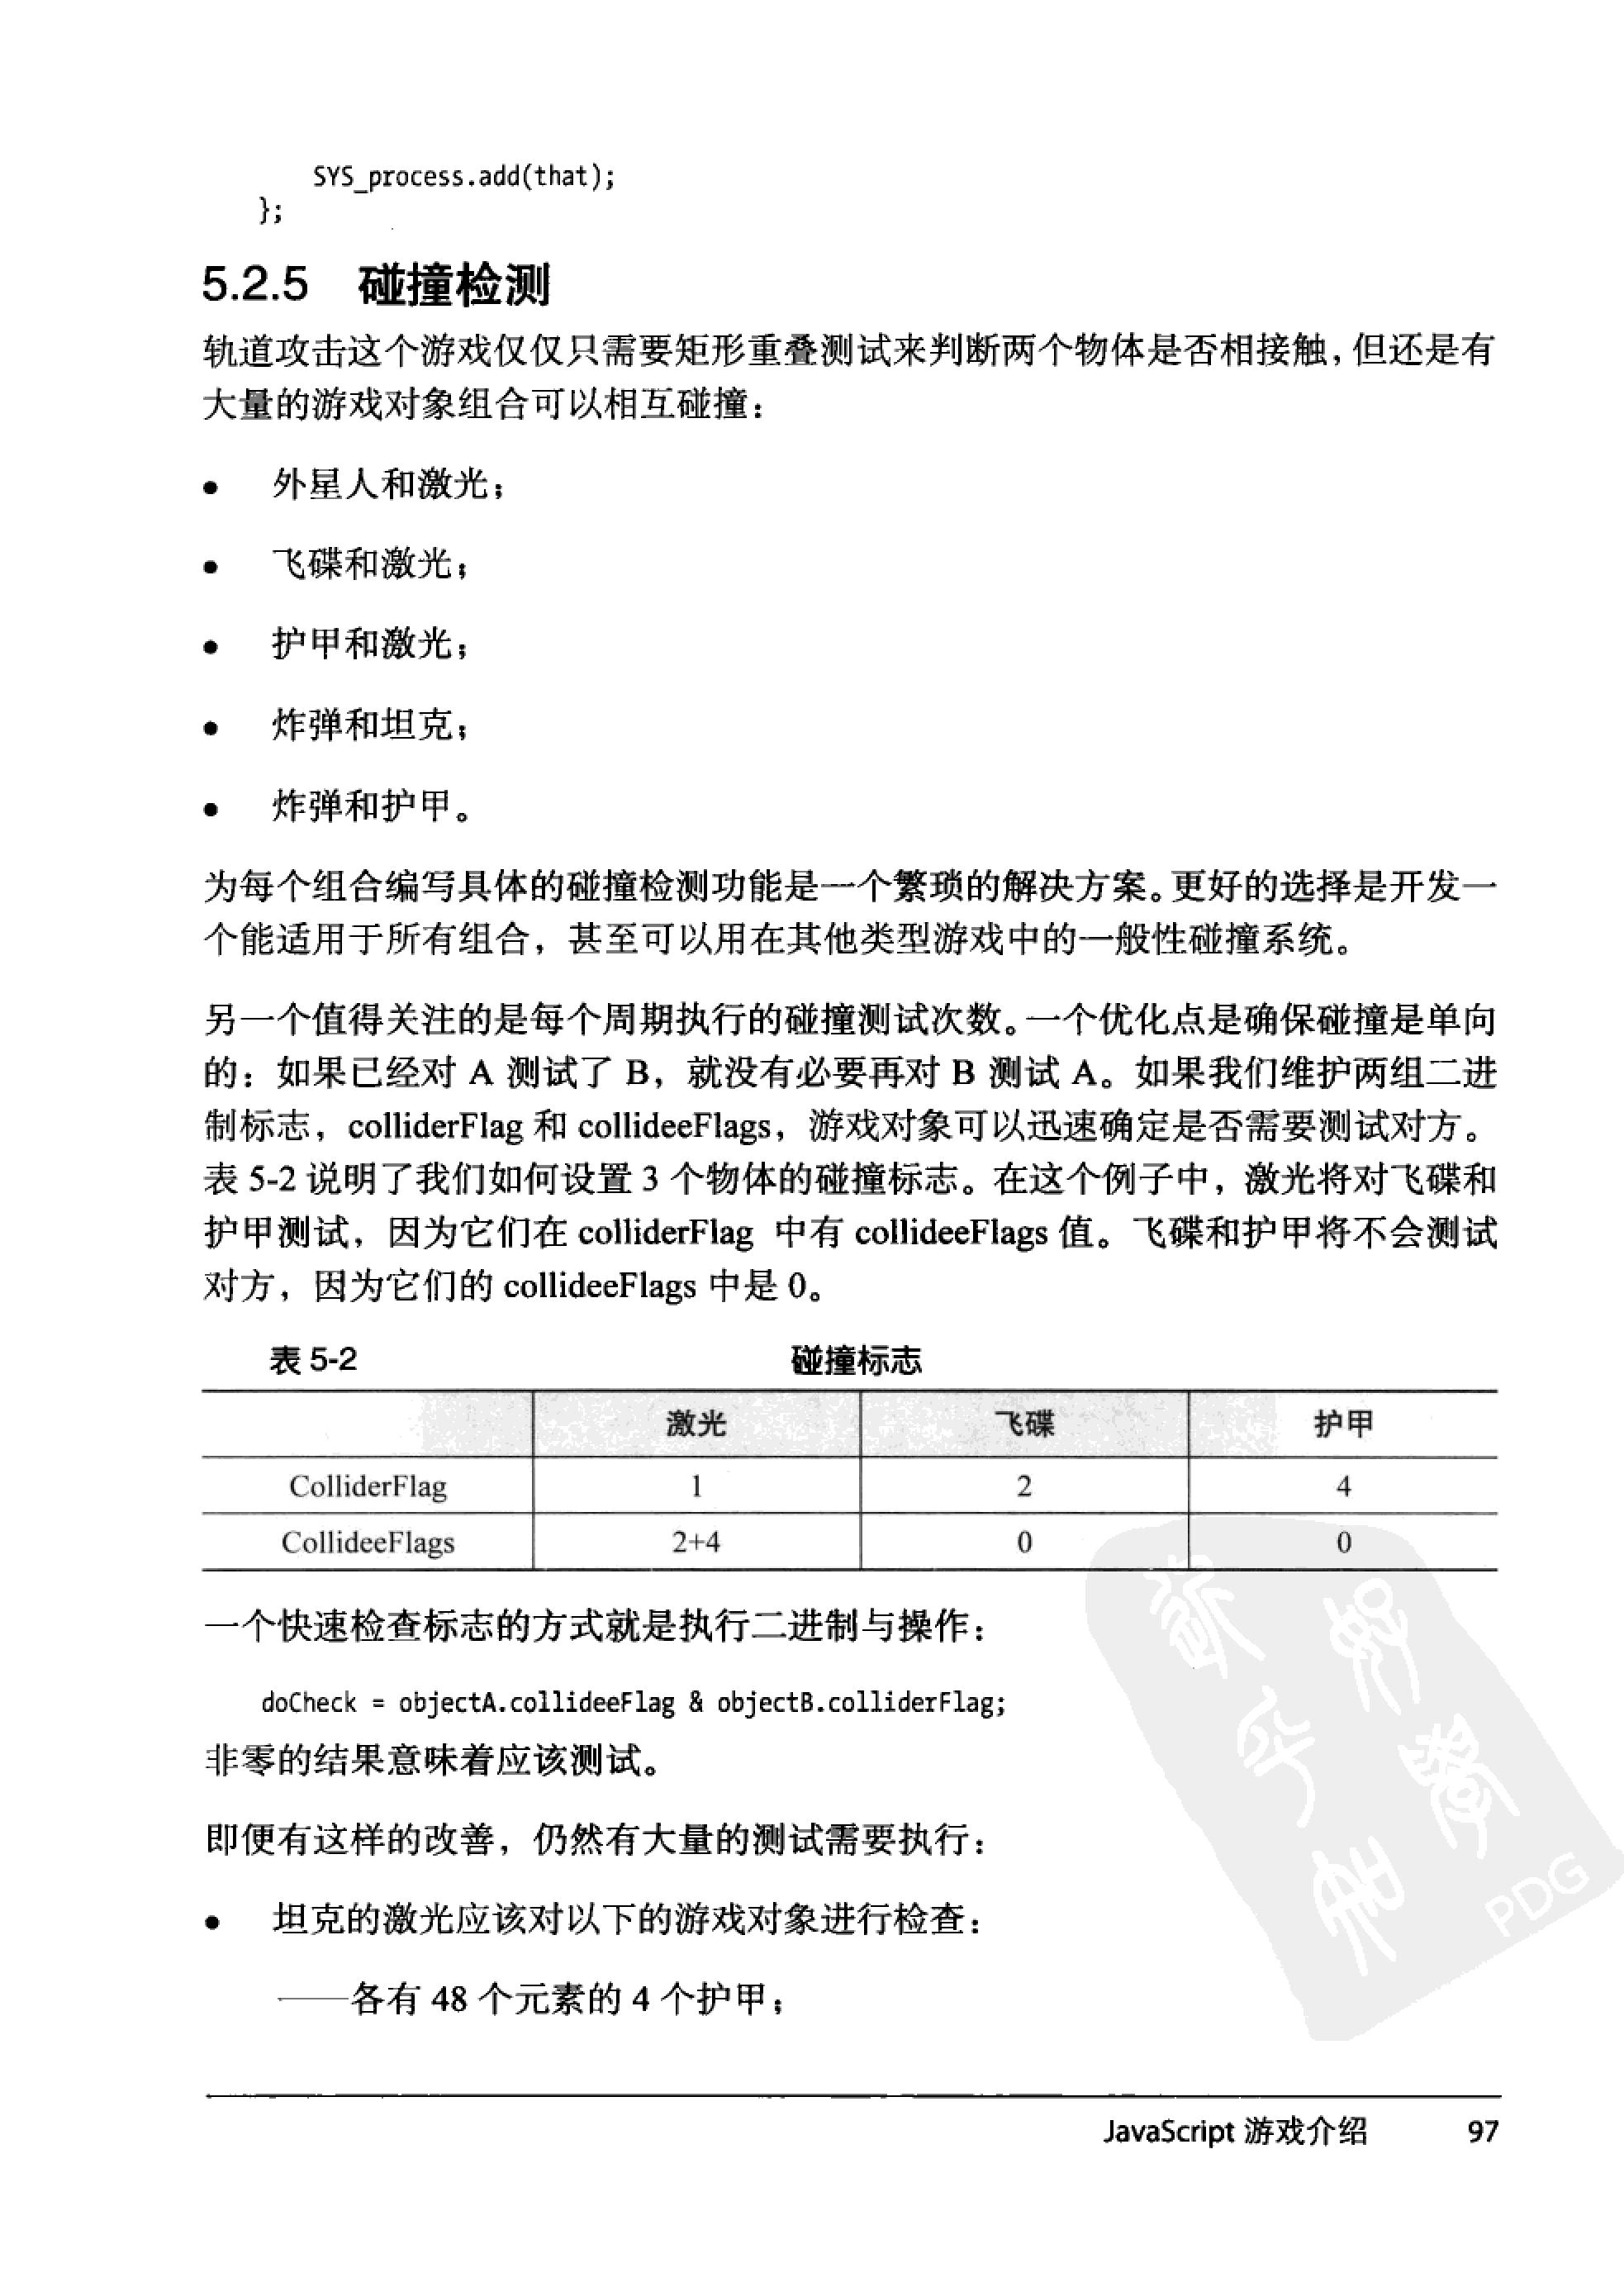 SYS_process.add(that);
};
5.2.5 碰撞检测
轨道攻击这个游戏仅仅只需要矩形重叠测试来判断两个物体是否相接触，但还是有
大量的游戏对象组合可以相互碰撞：
● 外星人和激光；
● 飞碟和激光；
● 护甲和激光；
● 炸弹和坦克；
● 炸弹和护甲。
为每个组合编写具体的碰撞检测功能是一个繁琐的解决方案。更好的选择是开发一
个能适用于所有组合，甚至可以用在其他类型游戏中的一般性碰撞系统。
另一个值得关注的是每个周期执行的碰撞测试次数。一个优化点是确保碰撞是单向
的：如果已经对 A 测试了 B，就没有必要再对 B 测试 A。如果我们维护两组二进
制标志，colliderFlag 和 collideeFlags，游戏对象可以迅速确定是否需要测试对方。
表 5-2 说明了我们如何设置 3 个物体的碰撞标志。在这个例子中，激光将对飞碟和
护甲测试，因为它们在 colliderFlag 中有 collideeFlags 值。飞碟和护甲将不会测试
对方，因为它们的 collideeFlags 中是 0。
表 5-2 碰撞标志
激光 飞碟 护甲
ColliderFlag 1 2 4
CollideeFlags 2+4 0 0
一个快速检查标志的方式就是执行二进制与操作：
doCheck = objectA.collideeFlag & objectB.colliderFlag;
非零的结果意味着应该测试。
即便有这样的改善，仍然有大量的测试需要执行：
● 坦克的激光应该对以下的游戏对象进行检查：
——各有 48 个元素的 4 个护甲；
PDG
JavaScript 游戏介绍 97